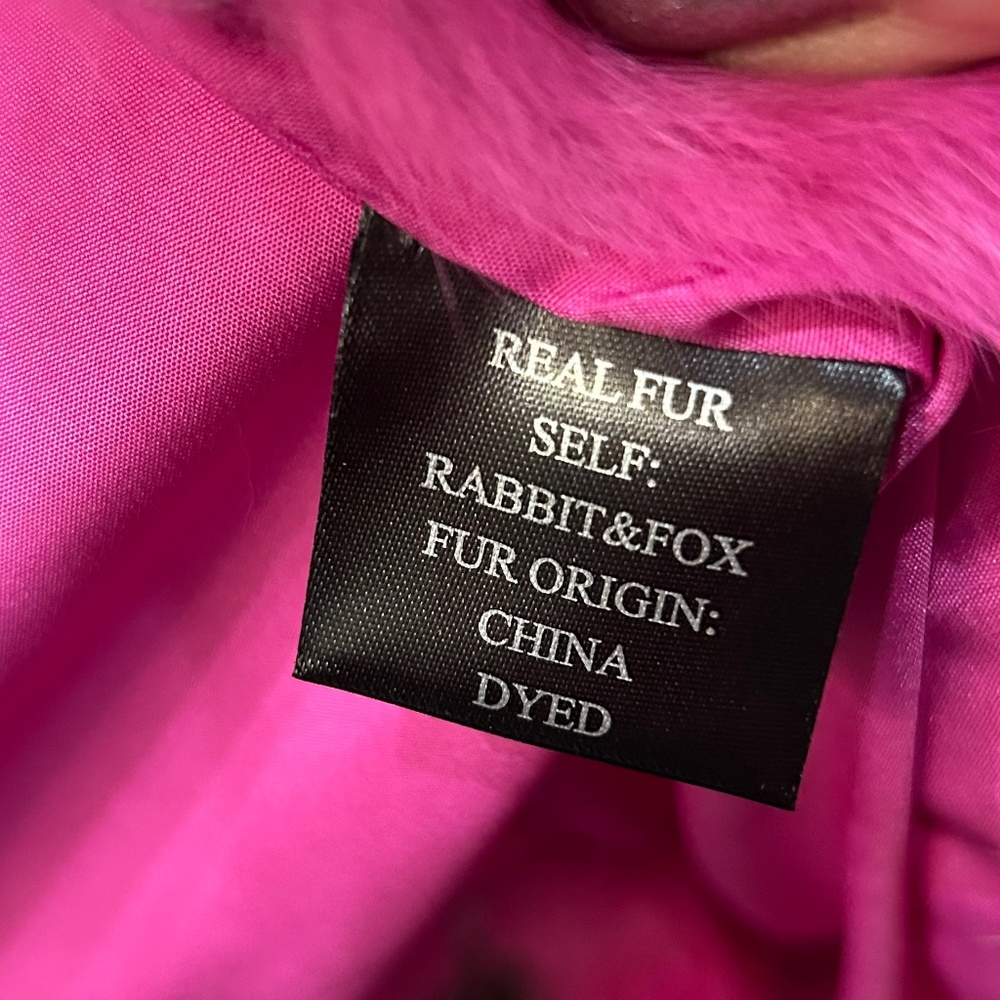 REAL FUR
SELF:
RABBIT&FOX
FUR ORIGIN:
CHINA
DYED